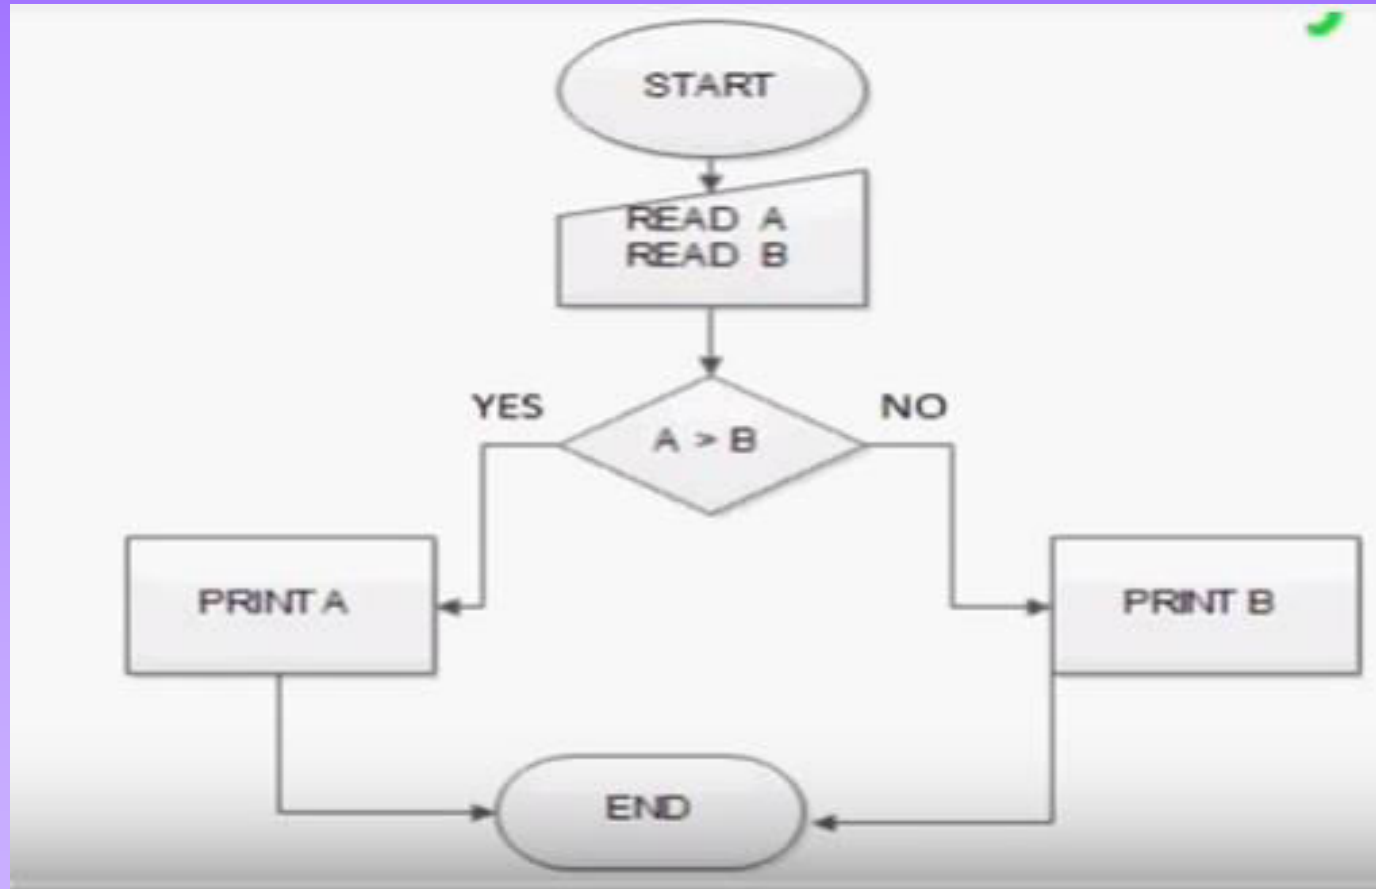 START
READ A
READ B
YES
A > B
NO
PRINT A
PRINT B
END